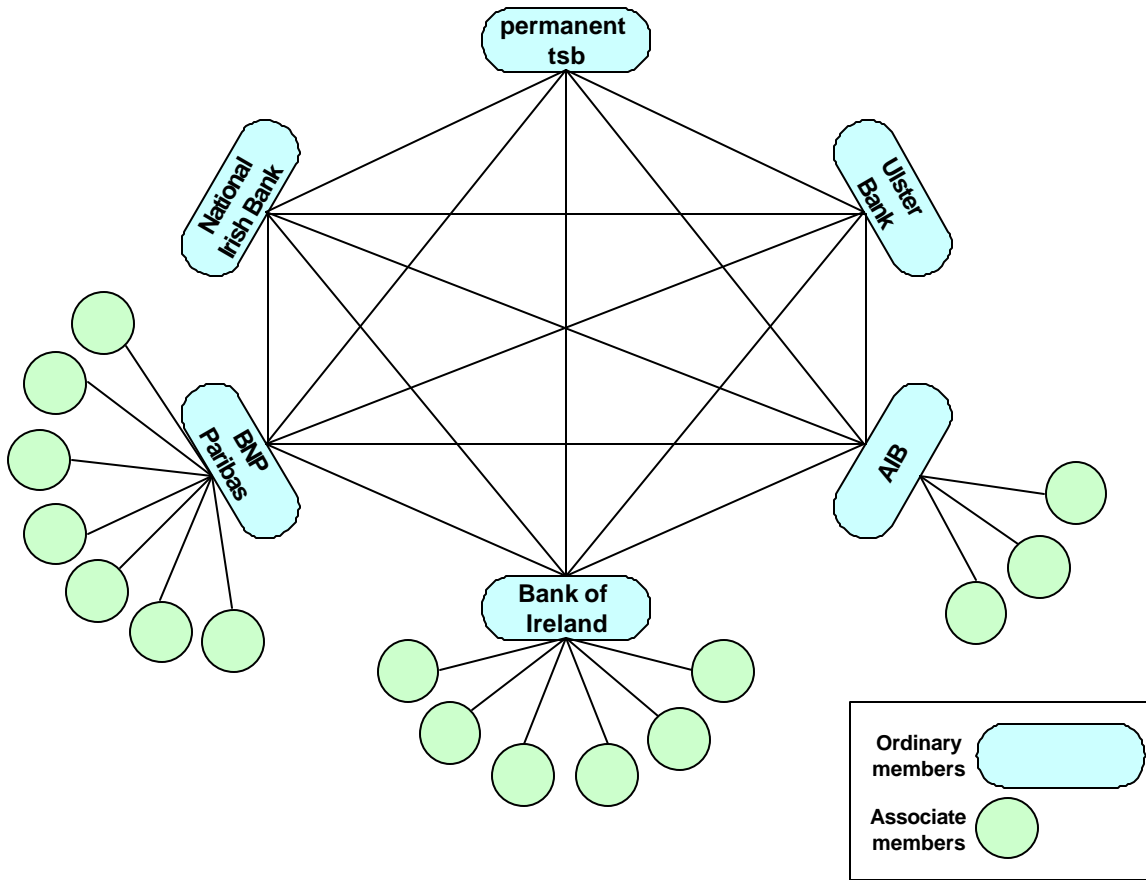 permanent
tsb
National
Irish Bank
Ulster
Bank
BNP
Paribas
AIB
Bank of
Ireland
Ordinary
members
Associate
members